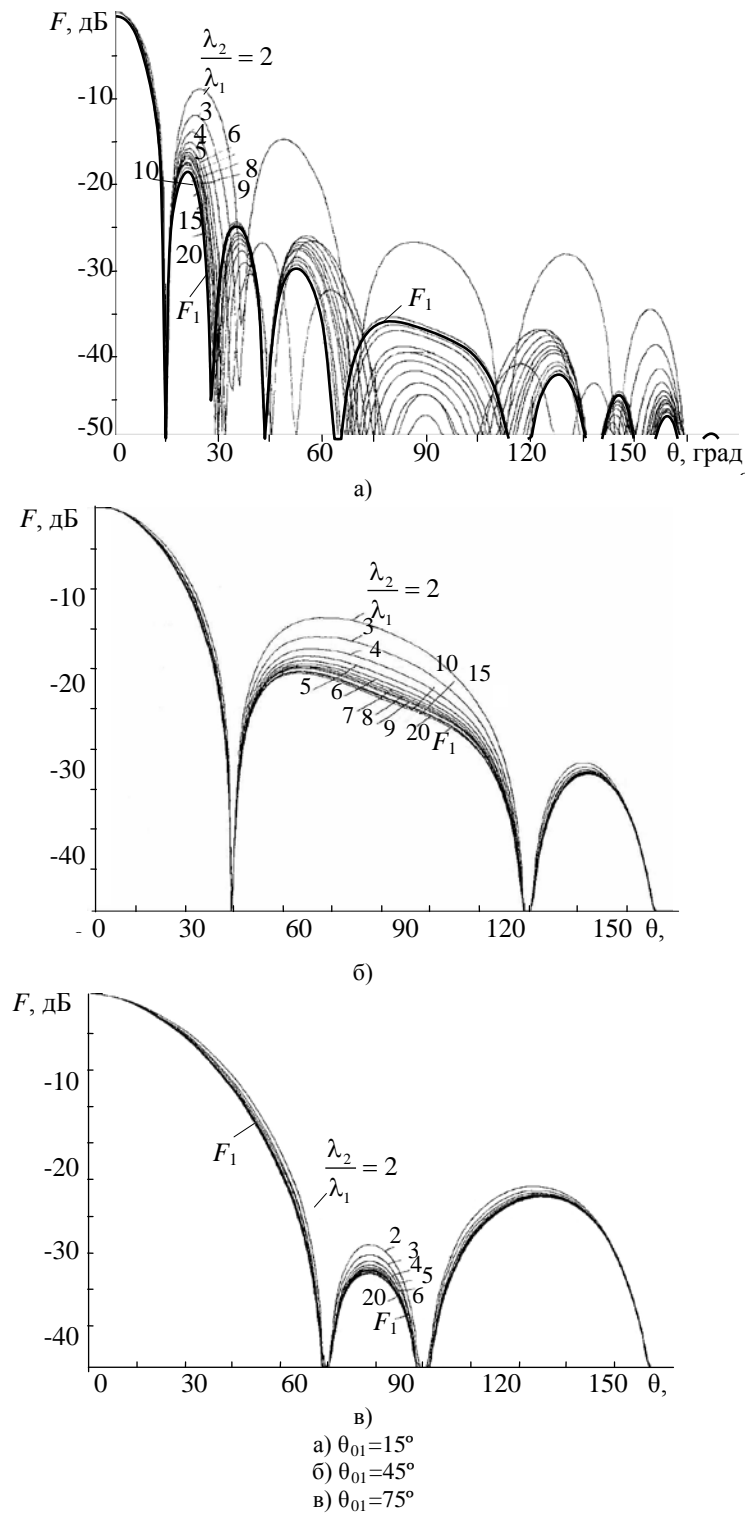 F, дБ
λ₂/λ₁ = 2
-10
3
4
6
5
10
8
-20
9
15
20
-30
F₁
F₁
-40
-50
0 30 60 90 120 150 θ, град
а)
F, дБ
λ₂/λ₁ = 2
-10
3
4
10 15
-20
5 6
7 8 9 20
F₁
-30
-40
- 0 30 60 90 120 150 θ,
б)
F, дБ
-10
F₁
λ₂/λ₁ = 2
-20
2
3
-30
4 5
20 6
F₁
-40
0 30 60 90 120 150 θ,
в)
а) θ₀₁=15°
б) θ₀₁=45°
в) θ₀₁=75°